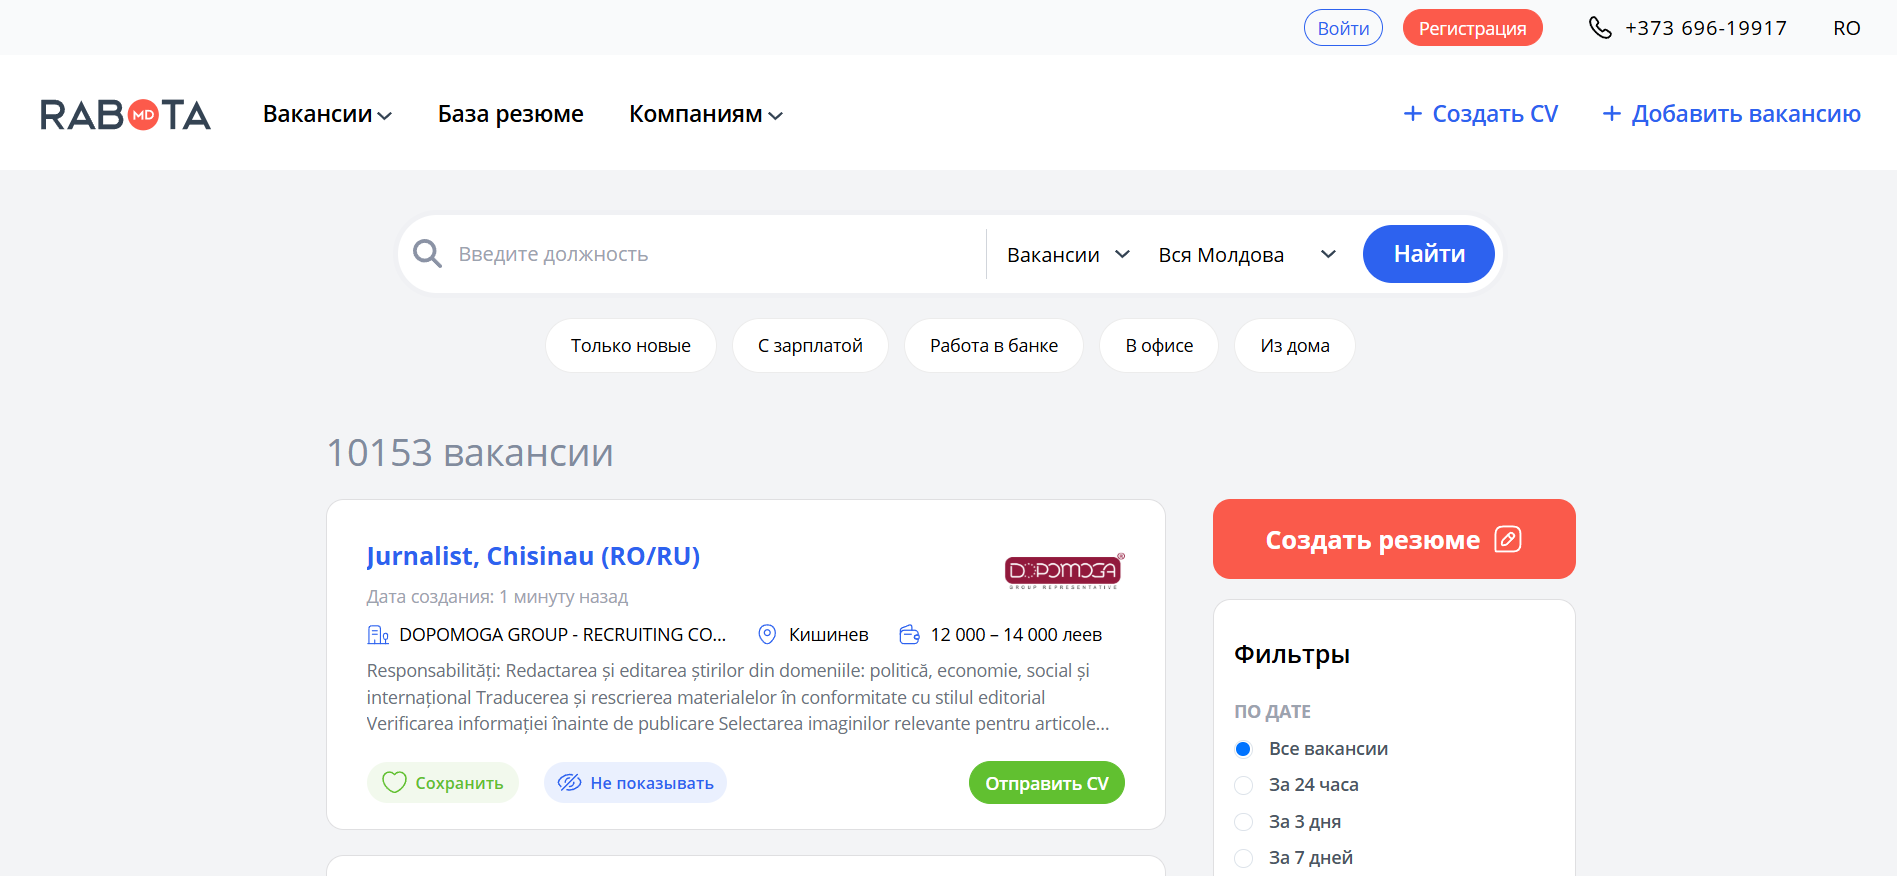 Войти Регистрация +373 696-19917 RO
RABOTA MD Вакансии База резюме Компаниям + Создать CV + Добавить вакансию
Введите должность Вакансии Вся Молдова Найти
Только новые С зарплатой Работа в банке В офисе Из дома
10153 вакансии
Jurnalist, Chisinau (RO/RU)
DOPOMOGA®
GROUP REPRESENTATIVE
Дата создания: 1 минуту назад
DOPOMOGA GROUP - RECRUITING CO... Кишинев 12 000 – 14 000 леев
Responsabilități: Redactarea și editarea știrilor din domeniile: politică, economie, social și
internațional Traducerea și rescrierea materialelor în conformitate cu stilul editorial
Verificarea informației înainte de publicare Selectarea imaginilor relevante pentru articole...
Сохранить Не показывать Отправить CV
Создать резюме
Фильтры
ПО ДАТЕ
Все вакансии
За 24 часа
За 3 дня
За 7 дней